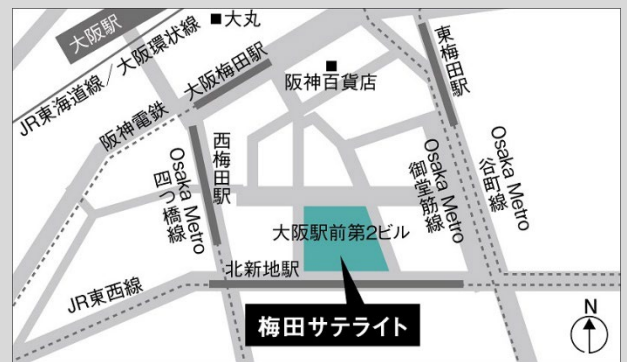 大阪駅
■大丸
JR東海道線／大阪環状線
大阪梅田駅
阪神電鉄
阪神百貨店
東梅田駅
西梅田駅
Osaka Metro
四つ橋線
Osaka Metro
御堂筋線
Osaka Metro
谷町線
大阪駅前第2ビル
北新地駅
JR東西線
梅田サテライト
N